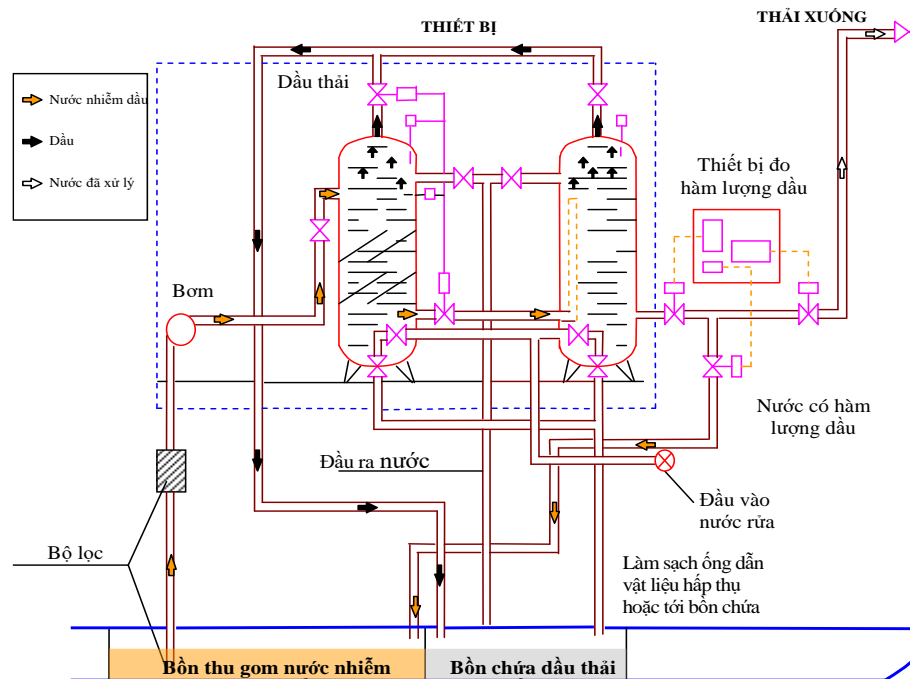 THIẾT BỊ
THẢI XUỐNG
Dầu thải
Nước nhiễm dầu
Dầu
Nước đã xử lý
Thiết bị đo
hàm lượng dầu
Bơm
Nước có hàm
lượng dầu
Đầu ra nước
Đầu vào
nước rửa
Bộ lọc
Làm sạch ống dẫn
vật liệu hấp thụ
hoặc tới bồn chứa
Bồn thu gom nước nhiễm
Bồn chứa dầu thải